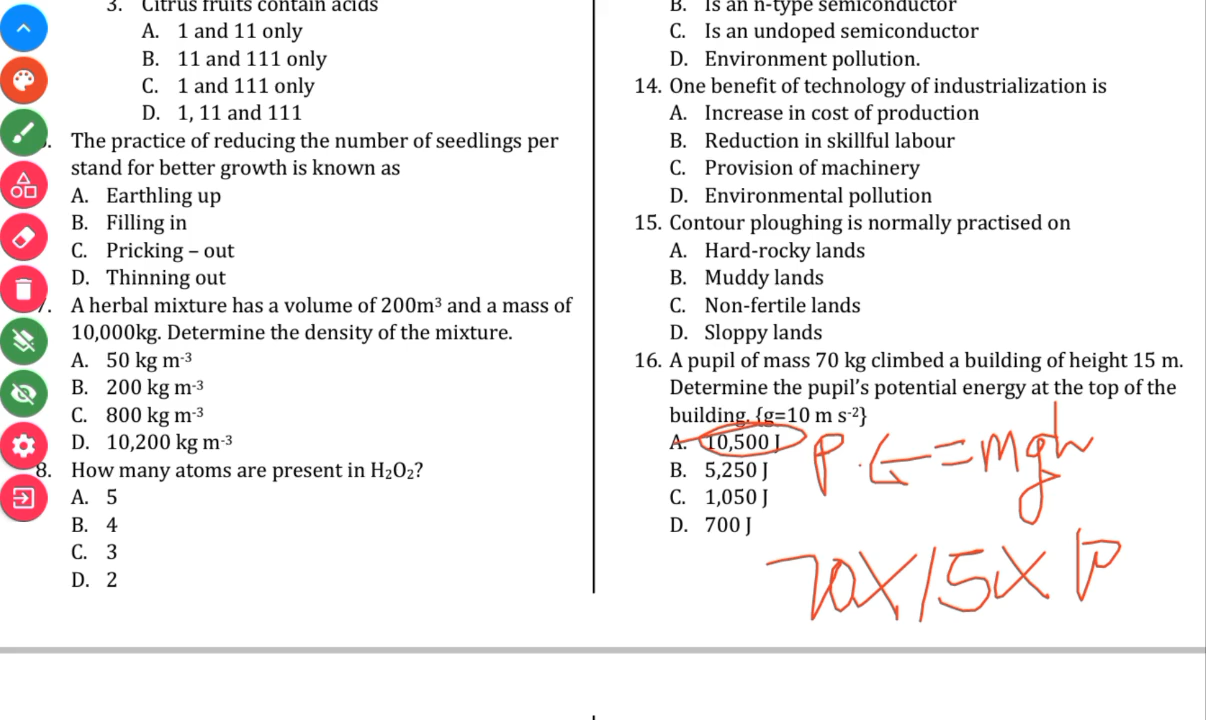 3. Citrus fruits contain acids
A. 1 and 11 only
B. 11 and 111 only
C. 1 and 111 only
D. 1, 11 and 111
. The practice of reducing the number of seedlings per
stand for better growth is known as
A. Earthling up
B. Filling in
C. Pricking – out
D. Thinning out
7. A herbal mixture has a volume of 200m³ and a mass of
10,000kg. Determine the density of the mixture.
A. 50 kg m⁻³
B. 200 kg m⁻³
C. 800 kg m⁻³
D. 10,200 kg m⁻³
8. How many atoms are present in H₂O₂?
A. 5
B. 4
C. 3
D. 2
B. Is an n-type semiconductor
C. Is an undoped semiconductor
D. Environment pollution.
14. One benefit of technology of industrialization is
A. Increase in cost of production
B. Reduction in skillful labour
C. Provision of machinery
D. Environmental pollution
15. Contour ploughing is normally practised on
A. Hard-rocky lands
B. Muddy lands
C. Non-fertile lands
D. Sloppy lands
16. A pupil of mass 70 kg climbed a building of height 15 m.
Determine the pupil's potential energy at the top of the
building. {g=10 m s⁻²}
A. 10,500 J
B. 5,250 J
C. 1,050 J
D. 700 J
P.E = mgh
70X15X10